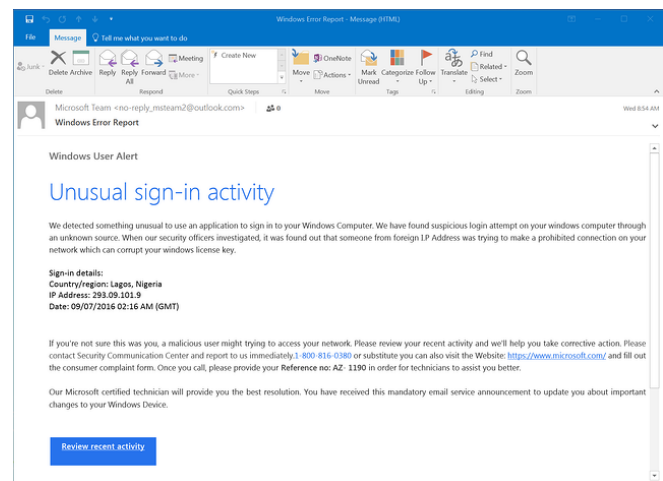 Windows Error Report - Message (HTML)
File Message Tell me what you want to do
Junk
Delete Archive
Reply Reply All Forward
Meeting
More
Create New
Move
OneNote
Actions
Mark Unread Categorize Follow Up
Translate
Find
Related
Select
Zoom
Delete Respond Quick Steps Move Tags Editing Zoom
Microsoft Team <no-reply_msteam2@outlook.com> 0 Wed 8:54 AM
Windows Error Report
Windows User Alert
Unusual sign-in activity
We detected something unusual to use an application to sign in to your Windows Computer. We have found suspicious login attempt on your windows computer through
an unknown source. When our security officers investigated, it was found out that someone from foreign I.P Address was trying to make a prohibited connection on your
network which can corrupt your windows license key.
Sign-in details:
Country/region: Lagos, Nigeria
IP Address: 293.09.101.9
Date: 09/07/2016 02:16 AM (GMT)
If you're not sure this was you, a malicious user might trying to access your network. Please review your recent activity and we'll help you take corrective action. Please
contact Security Communication Center and report to us immediately.1-800-816-0380 or substitute you can also visit the Website: https://www.microsoft.com/ and fill out
the consumer complaint form. Once you call, please provide your Reference no: AZ- 1190 in order for technicians to assist you better.
Our Microsoft certified technician will provide you the best resolution. You have received this mandatory email service announcement to update you about important
changes to your Windows Device.
Review recent activity